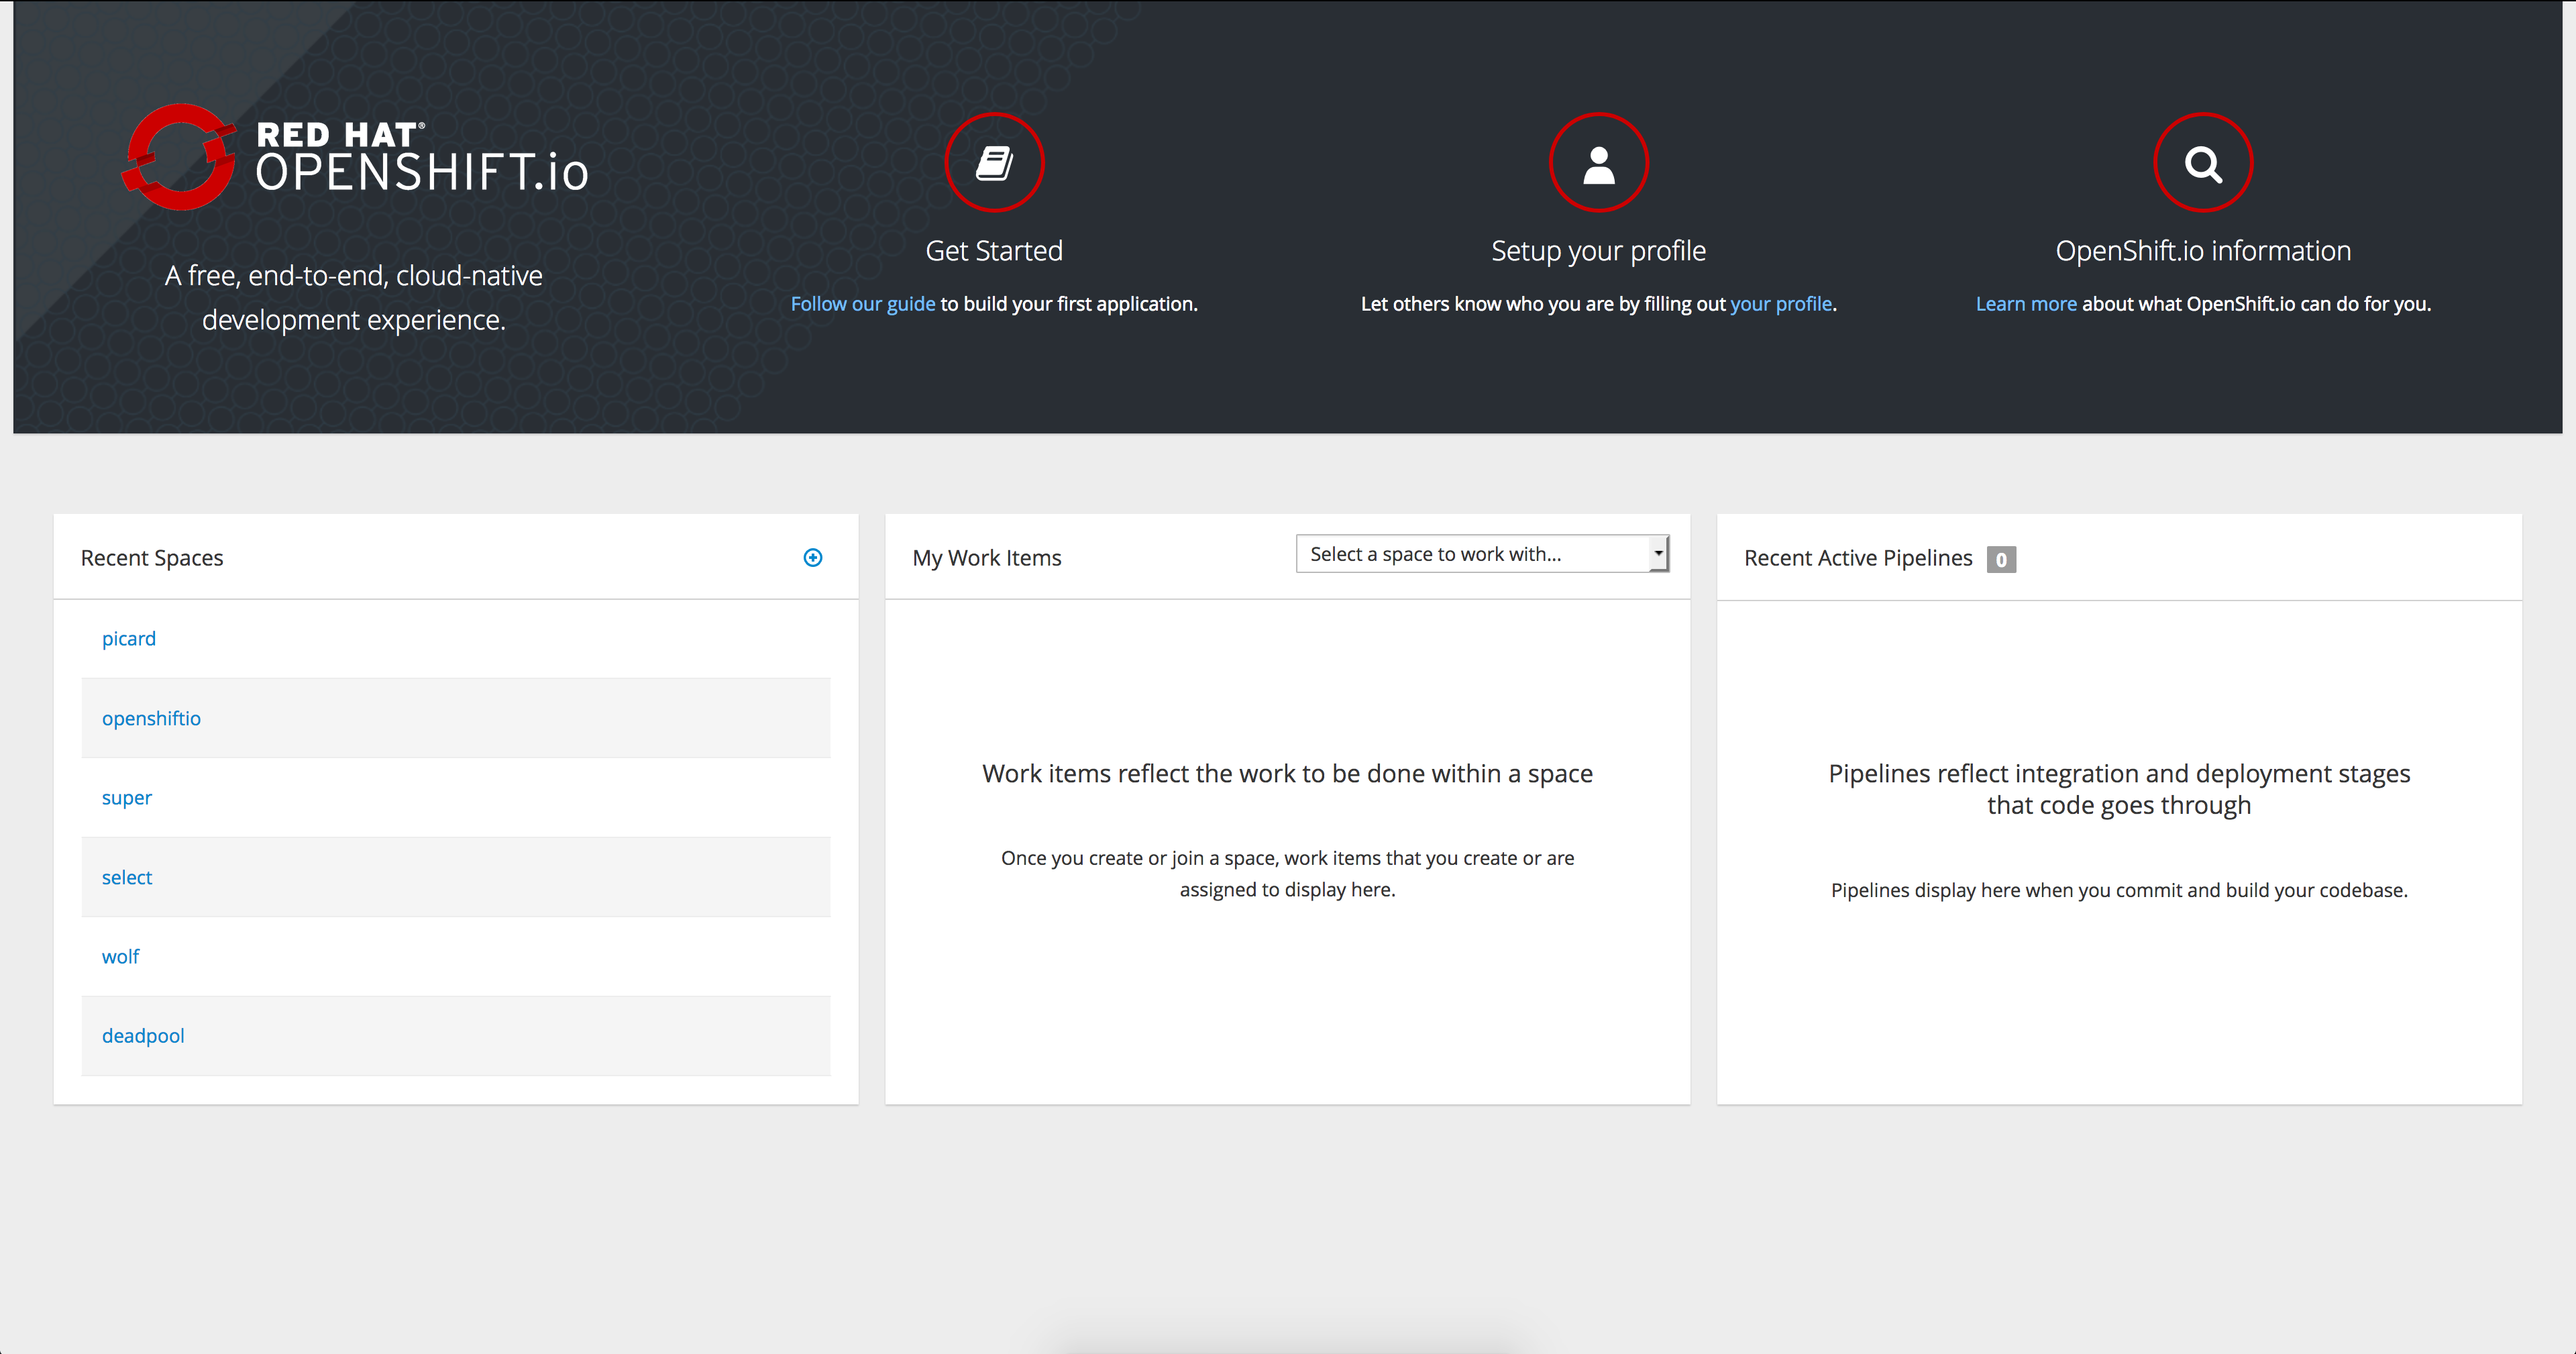 RED HAT®
OPENSHIFT.io
A free, end-to-end, cloud-native
development experience.
Get Started
Follow our guide to build your first application.
Setup your profile
Let others know who you are by filling out your profile.
OpenShift.io information
Learn more about what OpenShift.io can do for you.
Recent Spaces
picard
openshiftio
super
select
wolf
deadpool
My Work Items
Select a space to work with...
Work items reflect the work to be done within a space
Once you create or join a space, work items that you create or are
assigned to display here.
Recent Active Pipelines 0
Pipelines reflect integration and deployment stages
that code goes through
Pipelines display here when you commit and build your codebase.